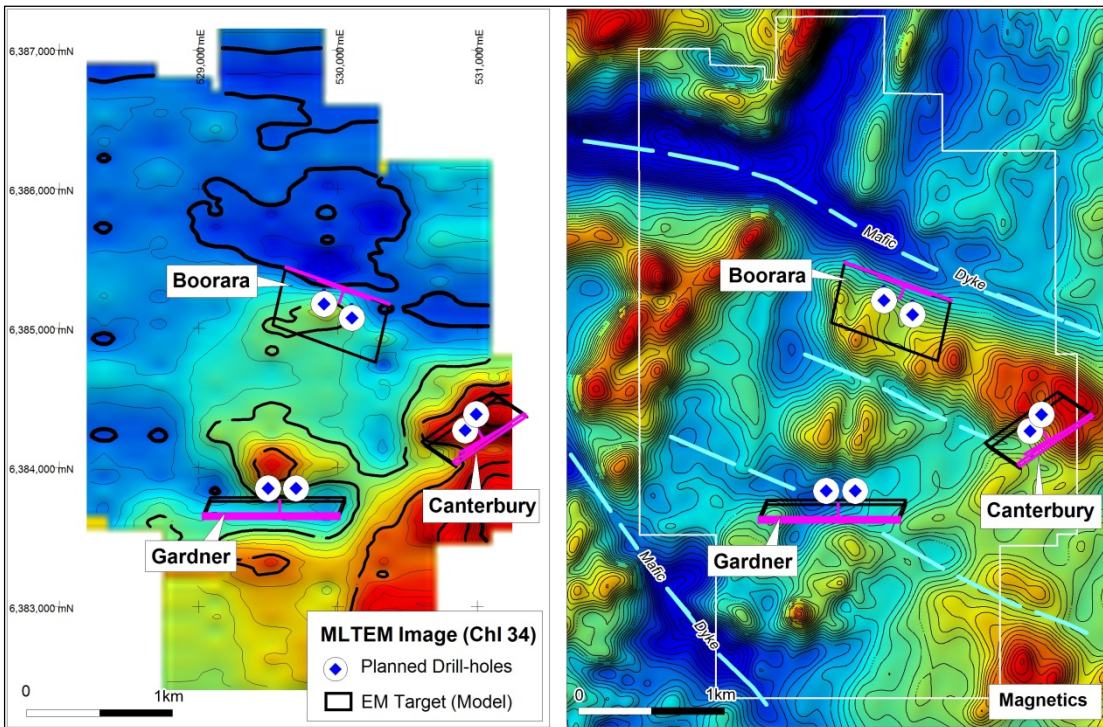 529,000 mE
530,000 mE
531,000 mE
6,387,000 mN
6,386,000 mN
6,385,000 mN
6,384,000 mN
6,383,000 mN
Boorara
Canterbury
Gardner
MLTEM Image (Chl 34)
Planned Drill-holes
EM Target (Model)
0
1km
Mafic
Dyke
Boorara
Canterbury
Gardner
Mafic
Dyke
0
1km
Magnetics